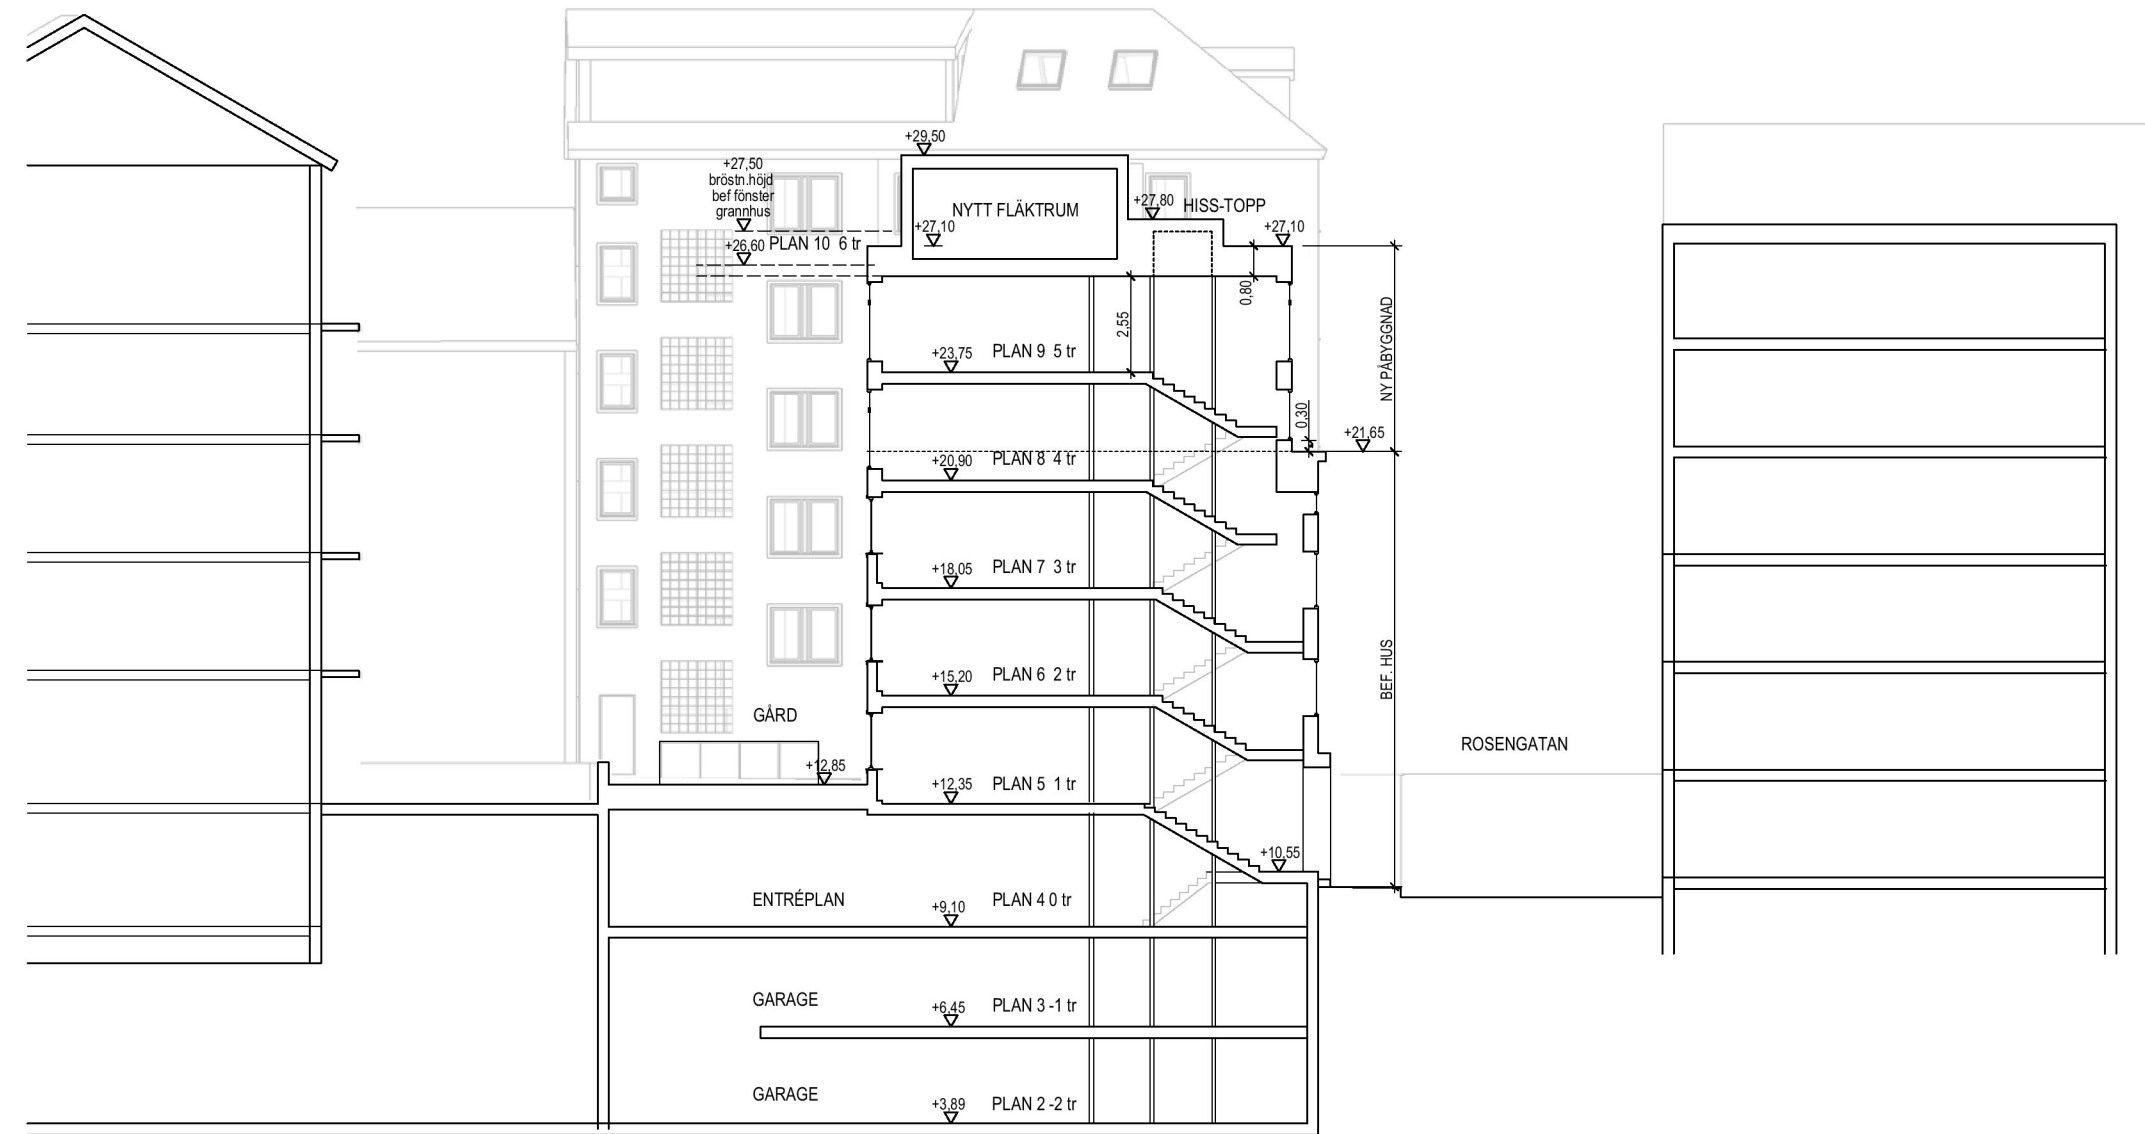 +29,50
+27,50
bröstn.höjd
bef fönster
grannhus
NYTT FLÄKTRUM
+27,80
HISS-TOPP
+27,10
+27,10
+26,60
PLAN 10 6 tr
0,80
2,55
NY PÅBYGGNAD
+23,75
PLAN 9 5 tr
0,30
+21,65
+20,90
PLAN 8 4 tr
+18,05
PLAN 7 3 tr
BEF. HUS
+15,20
PLAN 6 2 tr
GÅRD
ROSENGATAN
+12,85
+12,35
PLAN 5 1 tr
+10,55
ENTRÉPLAN
+9,10
PLAN 4 0 tr
GARAGE
+6,45
PLAN 3 -1 tr
GARAGE
+3,89
PLAN 2 -2 tr